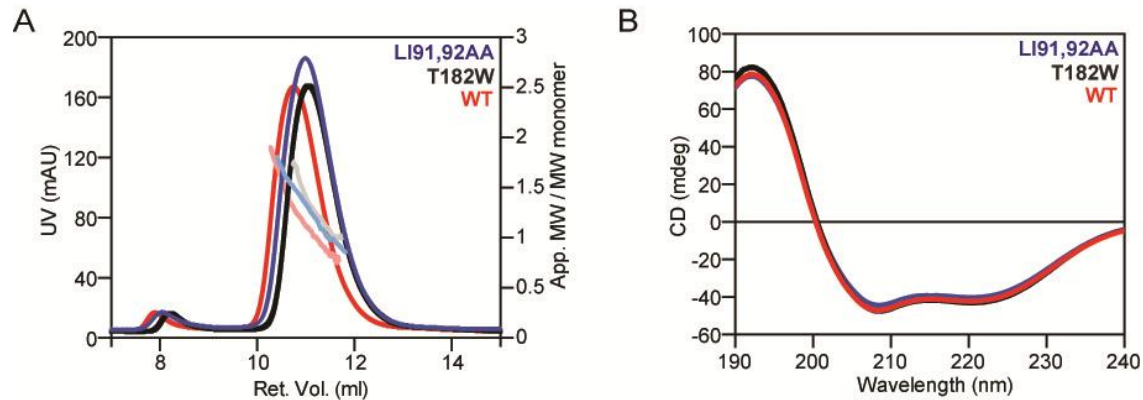 A
200
160
120
80
40
0
UV (mAU)
LI91,92AA
T182W
WT
3
2.5
2
1.5
1
0.5
0
App. MW / MW monomer
8
10
12
14
Ret. Vol. (ml)
B
100
80
60
40
20
0
-20
-40
-60
CD (mdeg)
LI91,92AA
T182W
WT
190
200
210
220
230
240
Wavelength (nm)